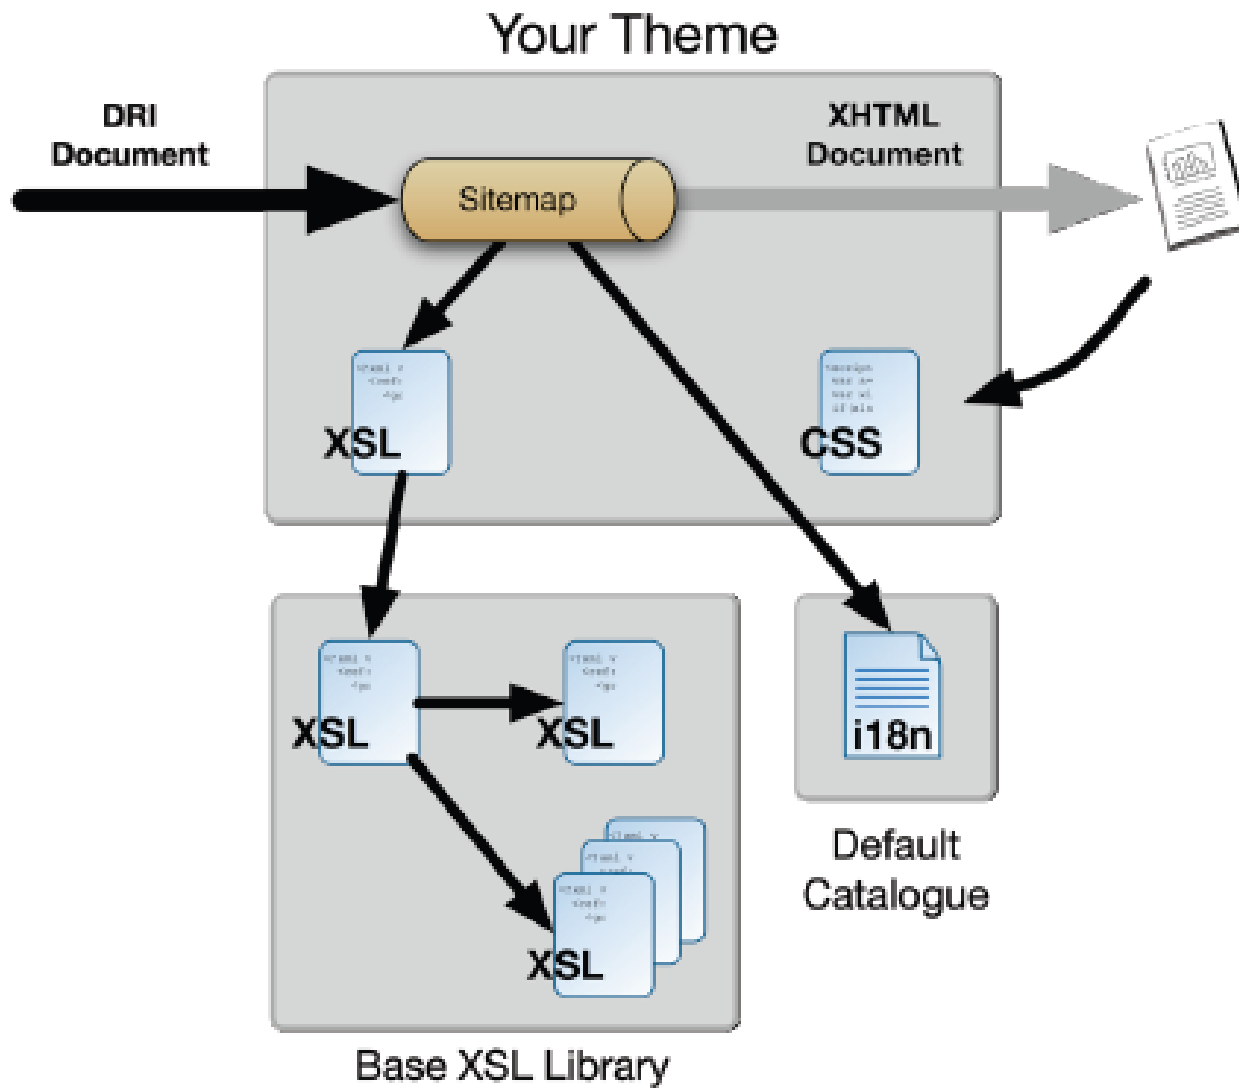 Your Theme
DRI
Document
XHTML
Document
Sitemap
XSL
CSS
XSL
XSL
i18n
XSL
Default
Catalogue
Base XSL Library